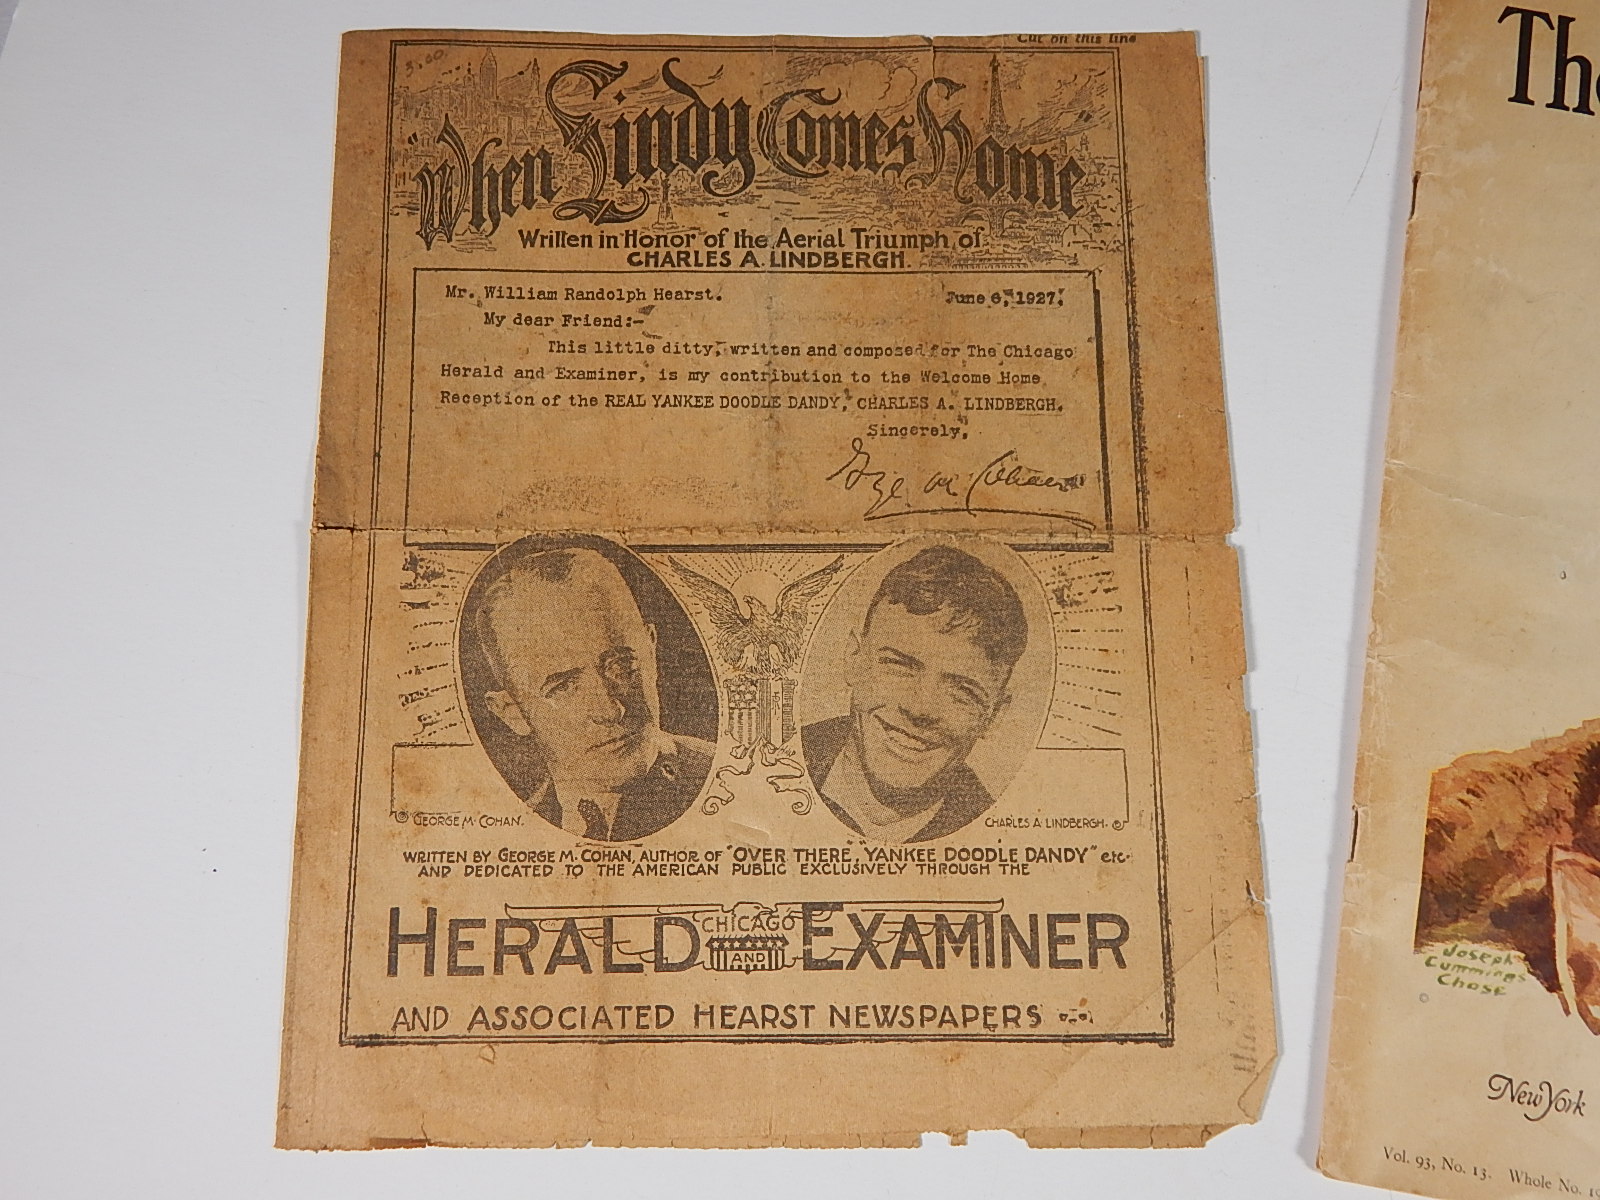 Cut on this line
3.00
"When Lindy Comes Home"
Written in Honor of the Aerial Triumph of
CHARLES A. LINDBERGH.
Mr. William Randolph Hearst. June 6, 1927.
My dear Friend:-
This little ditty, written and composed for The Chicago
Herald and Examiner, is my contribution to the Welcome Home
Reception of the REAL YANKEE DOODLE DANDY, CHARLES A. LINDBERGH.
Sincerely,
Geo M Cohan
© GEORGE M. COHAN.
CHARLES A LINDBERGH. ©
WRITTEN BY GEORGE M. COHAN, AUTHOR OF "OVER THERE", "YANKEE DOODLE DANDY" etc.
AND DEDICATED TO THE AMERICAN PUBLIC EXCLUSIVELY THROUGH THE
HERALD CHICAGO AND EXAMINER
AND ASSOCIATED HEARST NEWSPAPERS
The
Joseph
Cummings
Chase
New York
Vol. 93, No. 13. Whole No.